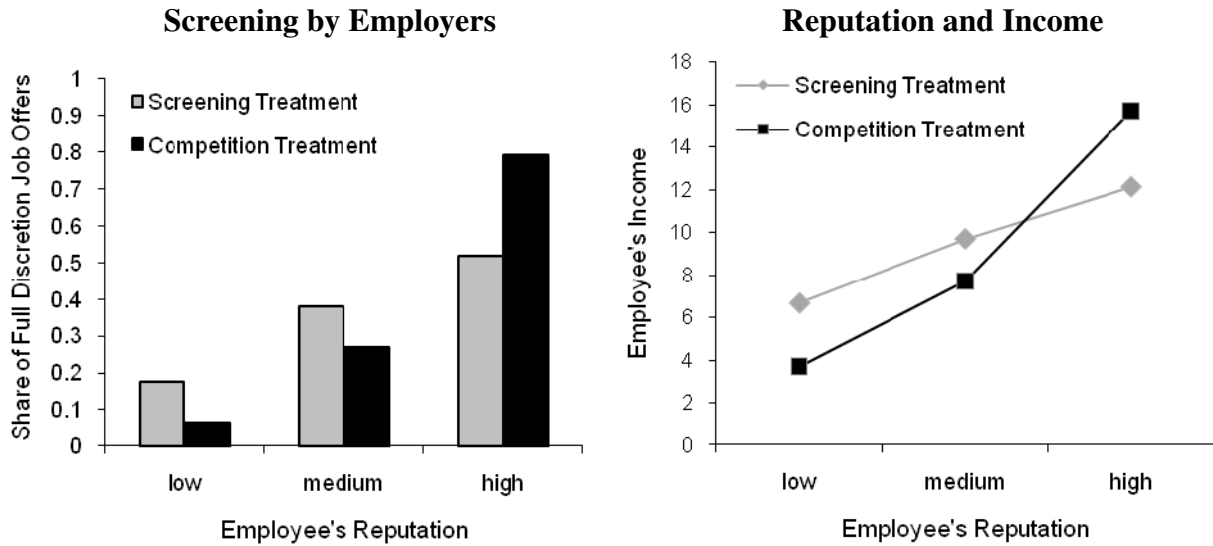 Screening by Employers
Share of Full Discretion Job Offers
1
0.9
0.8
0.7
0.6
0.5
0.4
0.3
0.2
0.1
0
Screening Treatment
Competition Treatment
low medium high
Employee's Reputation
Reputation and Income
Employee's Income
18
16
14
12
10
8
6
4
2
0
Screening Treatment
Competition Treatment
low medium high
Employee's Reputation